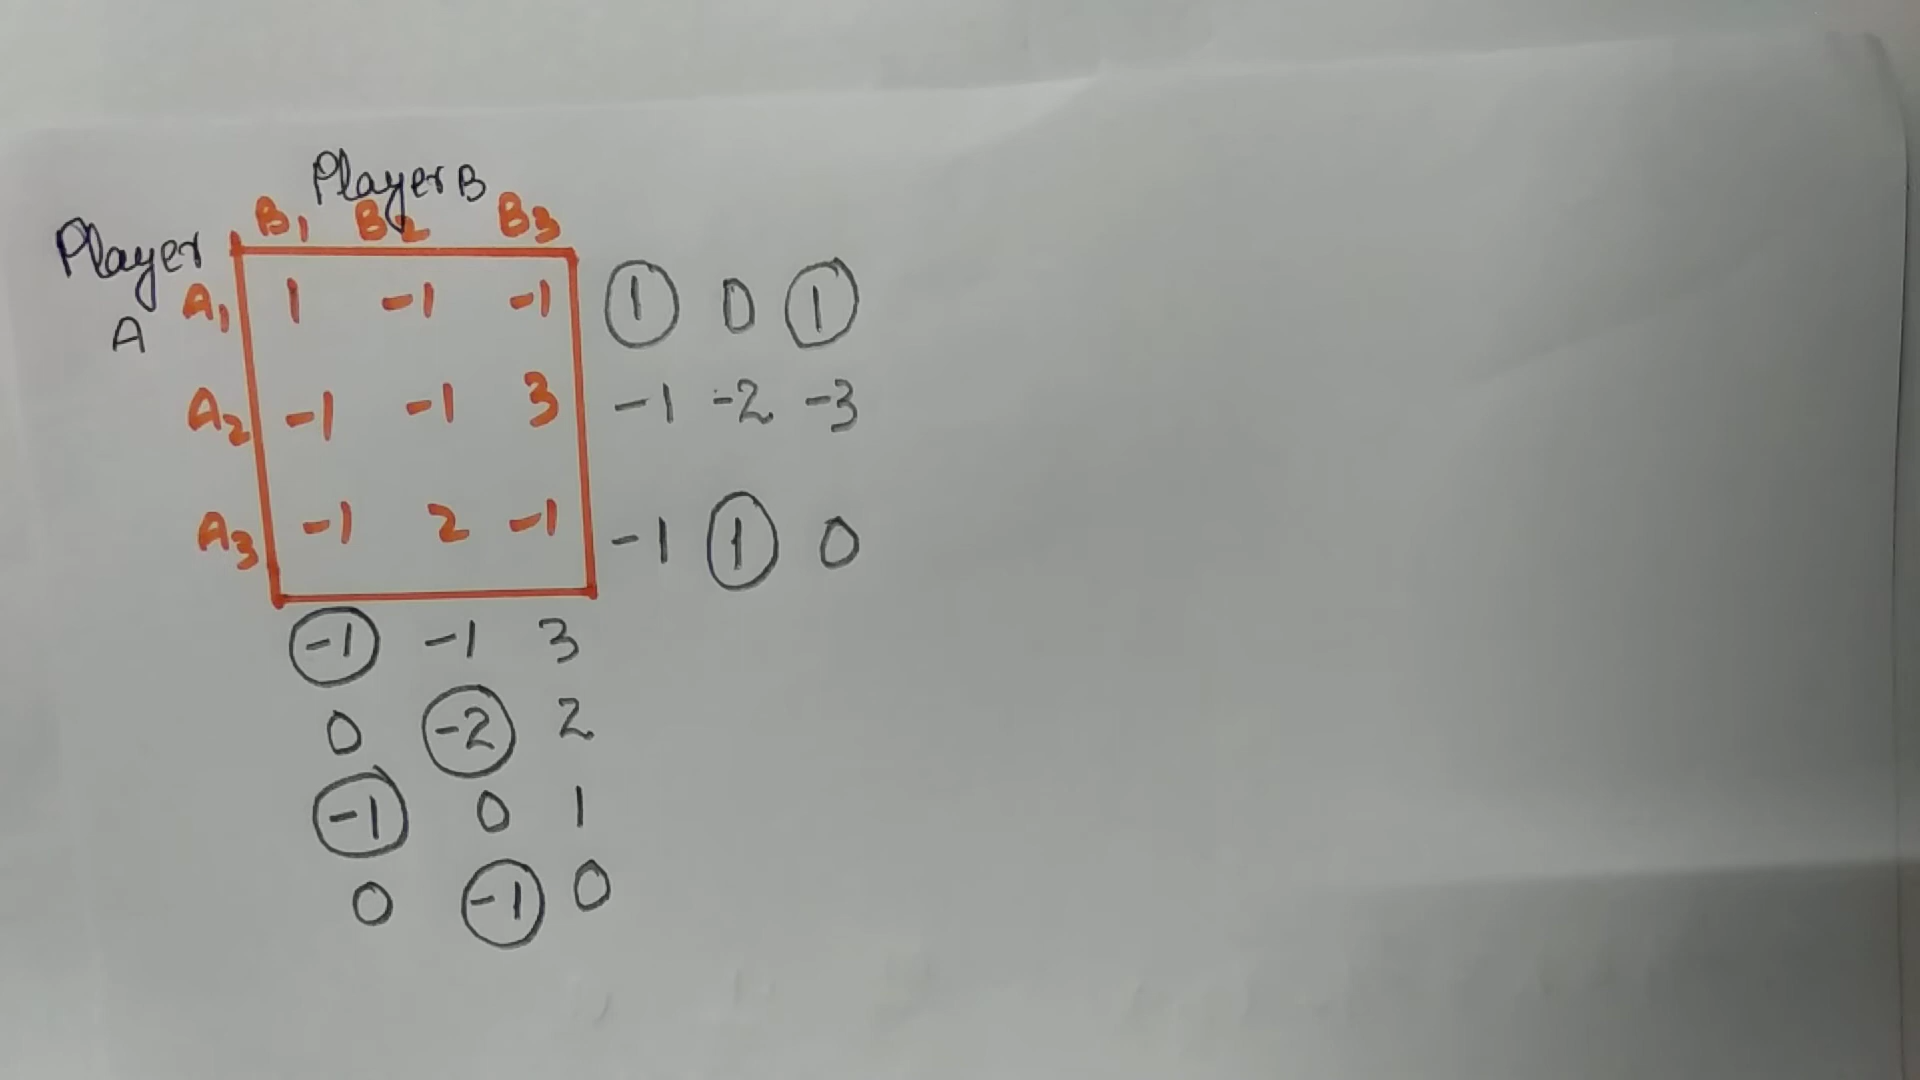 Player B
B1 B2 B3
Player
A
A1 1 -1 -1 1 0 1
A2 -1 -1 3 -1 -2 -3
A3 -1 2 -1 -1 1 0
-1 -1 3
0 -2 2
-1 0 1
0 -1 0